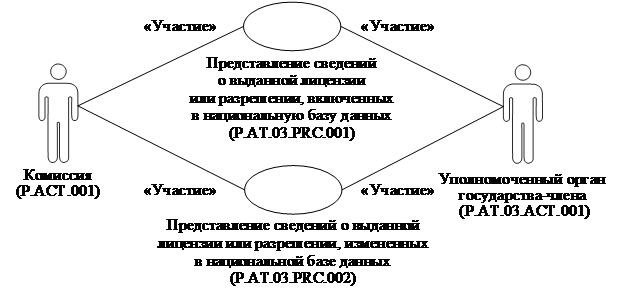 «Участие»
«Участие»
Представление сведений
о выданной лицензии
или разрешении, включенных
в национальную базу данных
(P.AT.03.PRC.001)
Комиссия
(P.ACT.001)
Уполномоченный орган
государства-члена
(P.AT.03.ACT.001)
«Участие»
«Участие»
Представление сведений о выданной
лицензии или разрешении, измененных
в национальной базе данных
(P.AT.03.PRC.002)